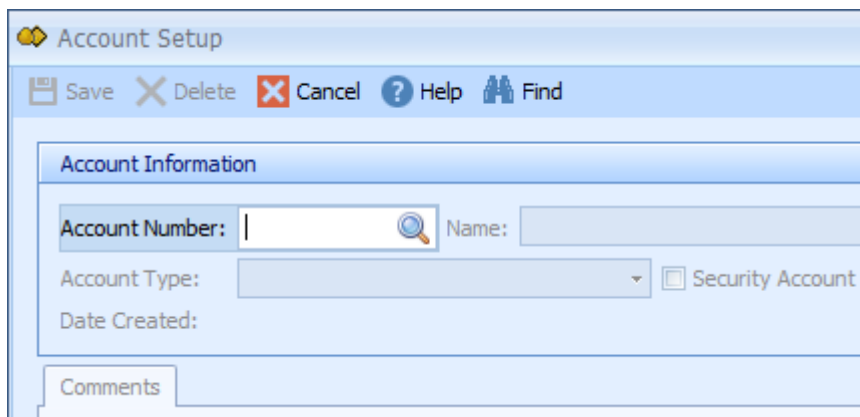 Account Setup
Save Delete Cancel Help Find
Account Information
Account Number: Name:
Account Type: Security Account
Date Created:
Comments